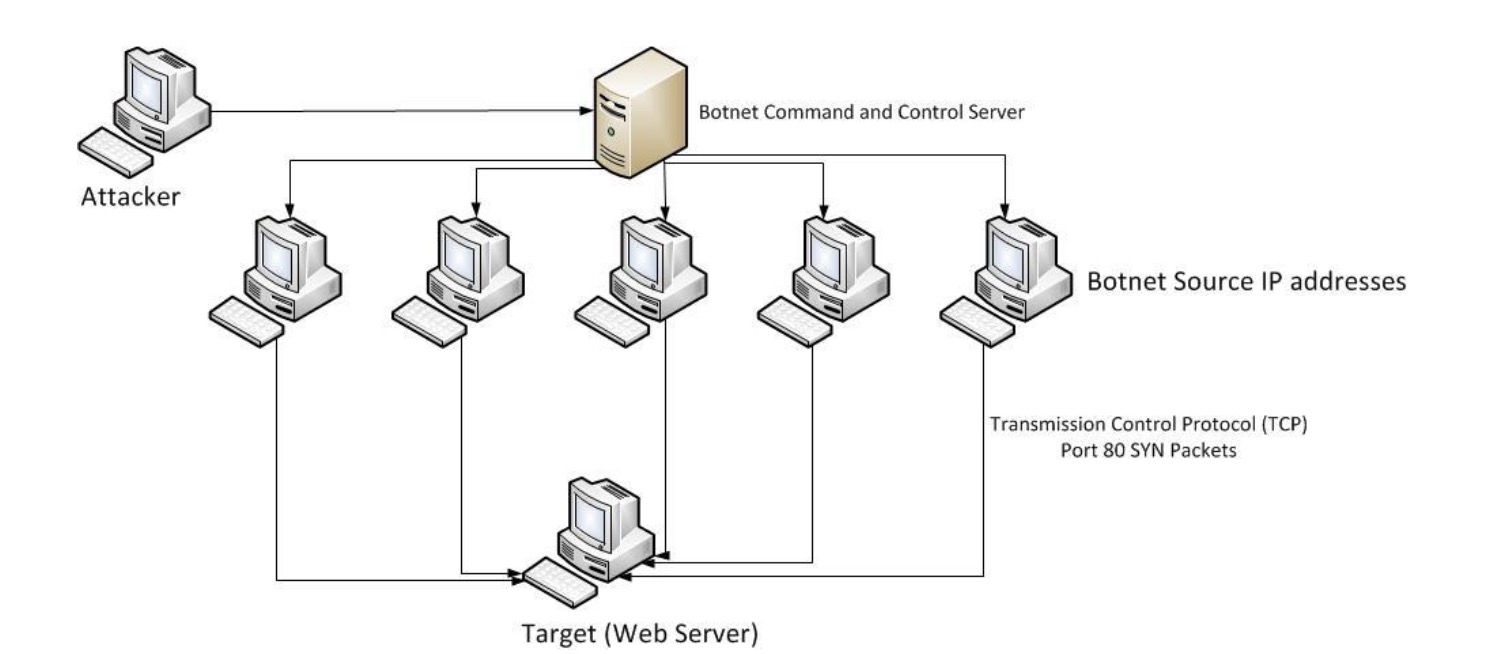 Botnet Command and Control Server
Attacker
Botnet Source IP addresses
Transmission Control Protocol (TCP)
Port 80 SYN Packets
Target (Web Server)